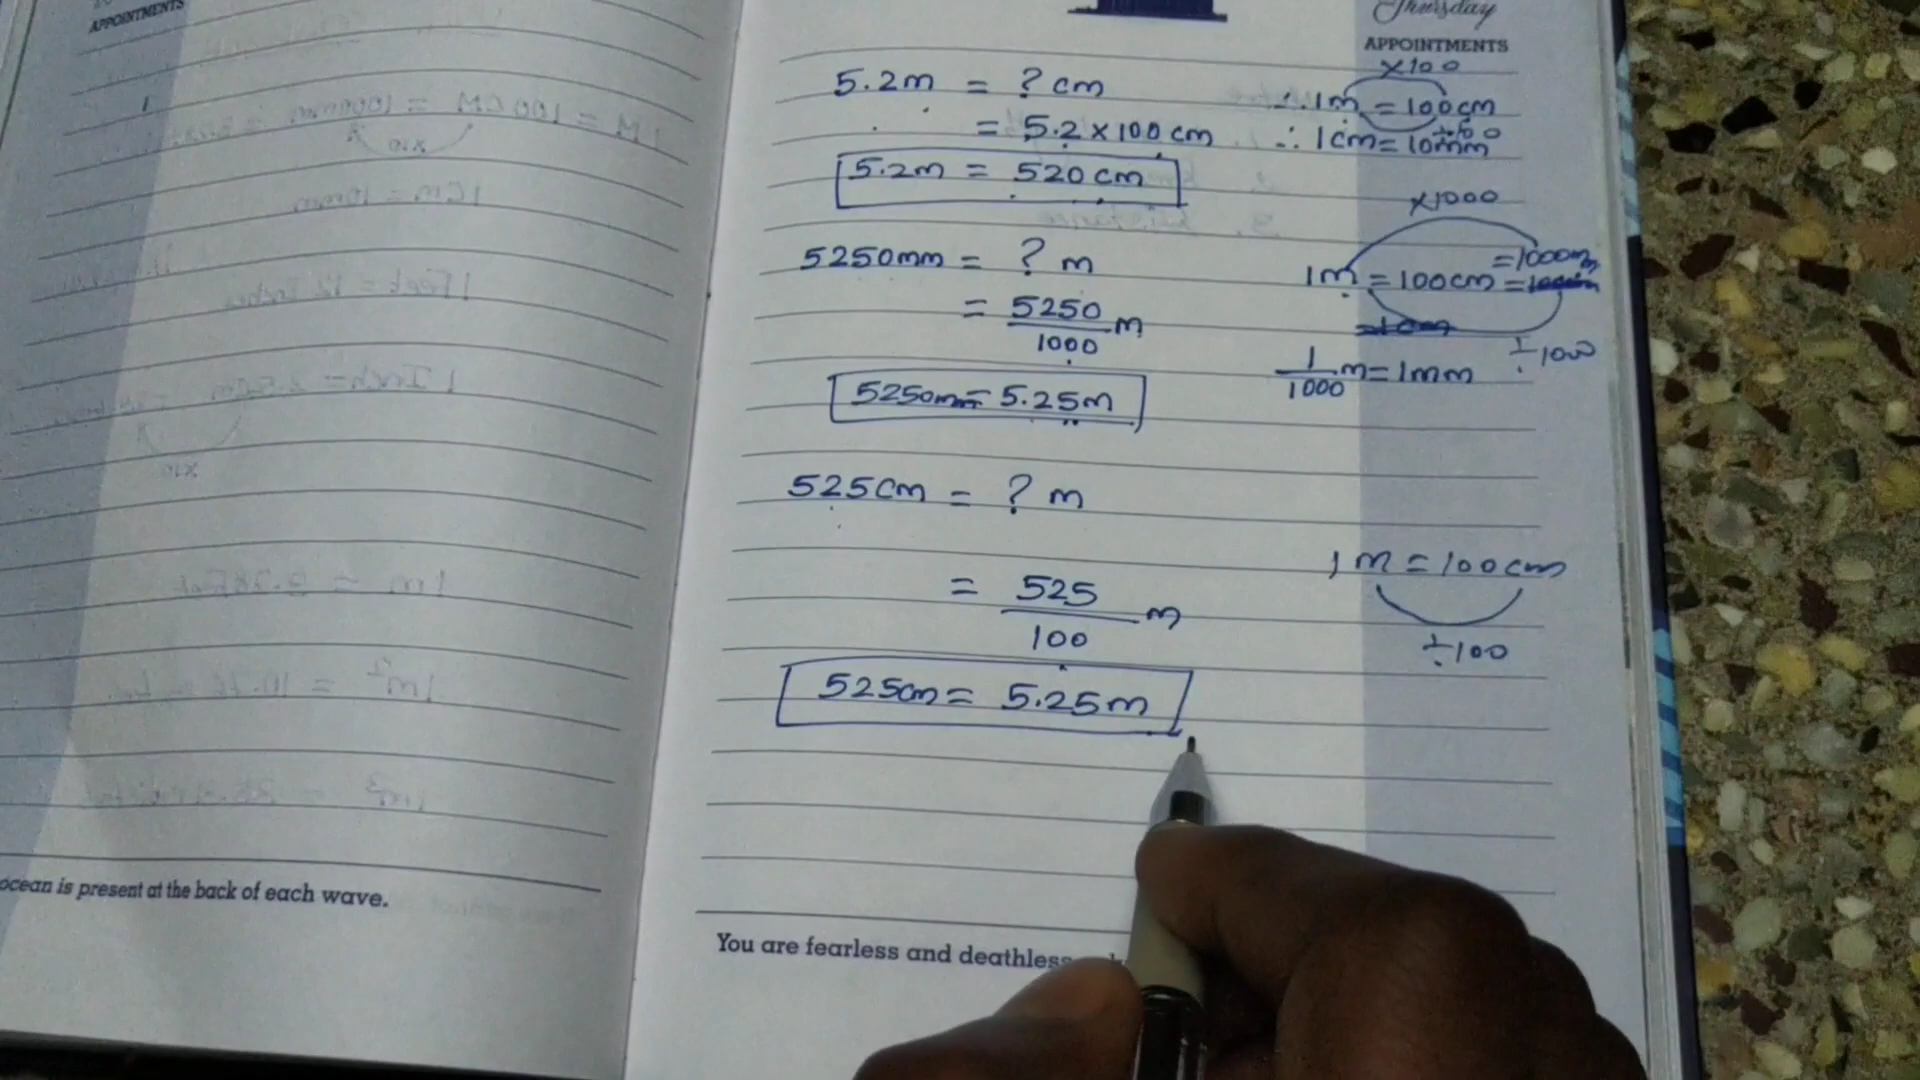 APPOINTMENTS
ocean is present at the back of each wave.
Thursday
APPOINTMENTS
5.2m = ? cm
= 5.2 x 100 cm
5.2m = 520 cm
x100
∴ 1m = 100cm
÷100
∴ 1cm = 10mm
5250mm = ? m
= 5250/1000 m
5250mm = 5.25m
x1000
=1000mm
1m = 100cm =
÷1000
1/1000 m = 1mm
525cm = ? m
= 525/100 m
525cm = 5.25m
1m = 100cm
÷100
You are fearless and deathless